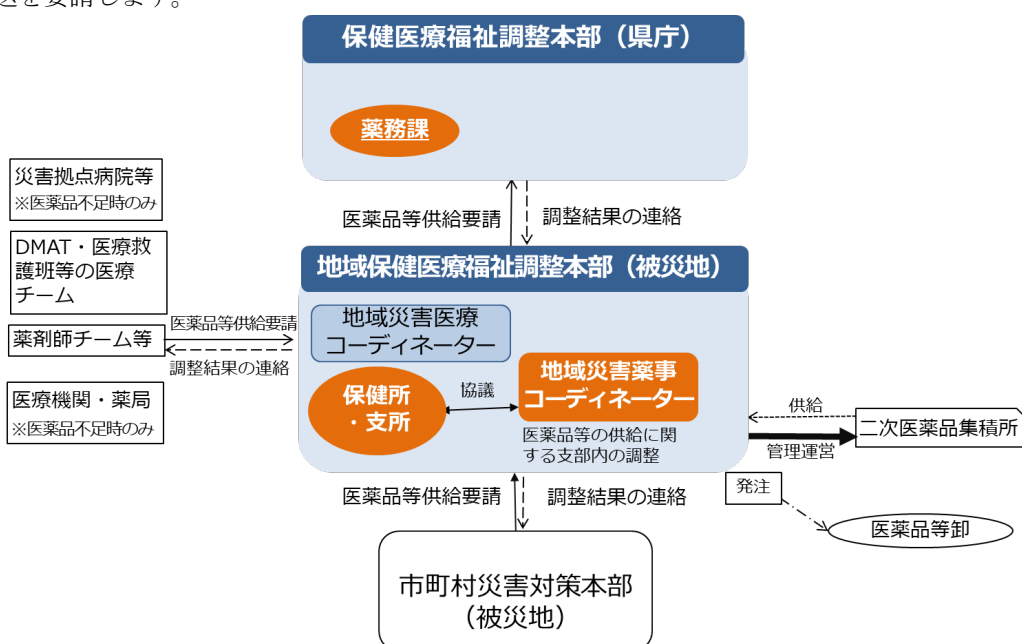 送を要請します。
保健医療福祉調整本部（県庁）
薬務課
医薬品等供給要請
調整結果の連絡
災害拠点病院等
※医薬品不足時のみ
DMAT・医療救
護班等の医療
チーム
薬剤師チーム等
医療機関・薬局
※医薬品不足時のみ
医薬品等供給要請
調整結果の連絡
地域保健医療福祉調整本部（被災地）
地域災害医療
コーディネーター
保健所
・支所
協議
地域災害薬事
コーディネーター
医薬品等の供給に関
する支部内の調整
供給
管理運営
二次医薬品集積所
発注
医薬品等卸
医薬品等供給要請
調整結果の連絡
市町村災害対策本部
（被災地）